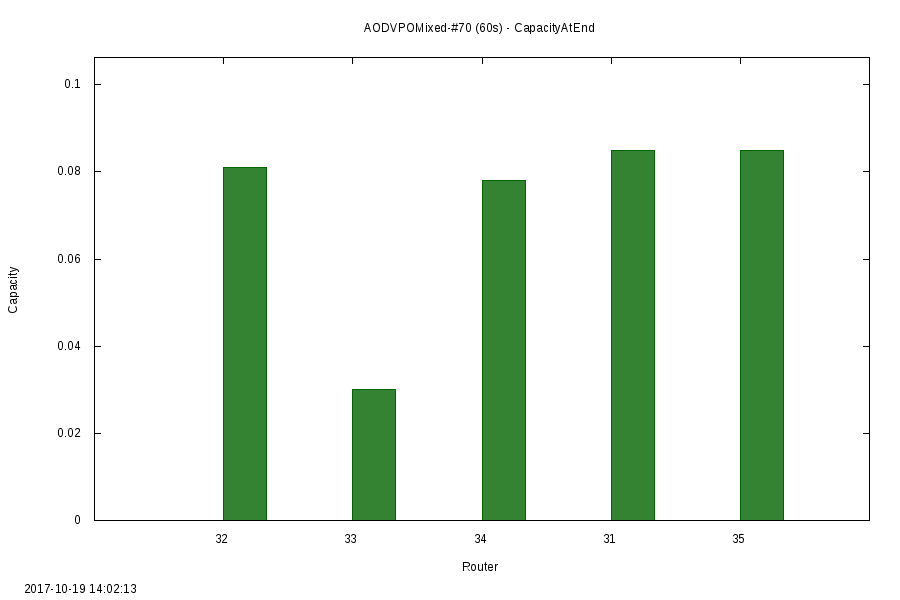 AODVPOMixed-#70 (60s) - CapacityAtEnd
0.1
0.08
0.06
0.04
0.02
0
Capacity
32 33 34 31 35
Router
2017-10-19 14:02:13